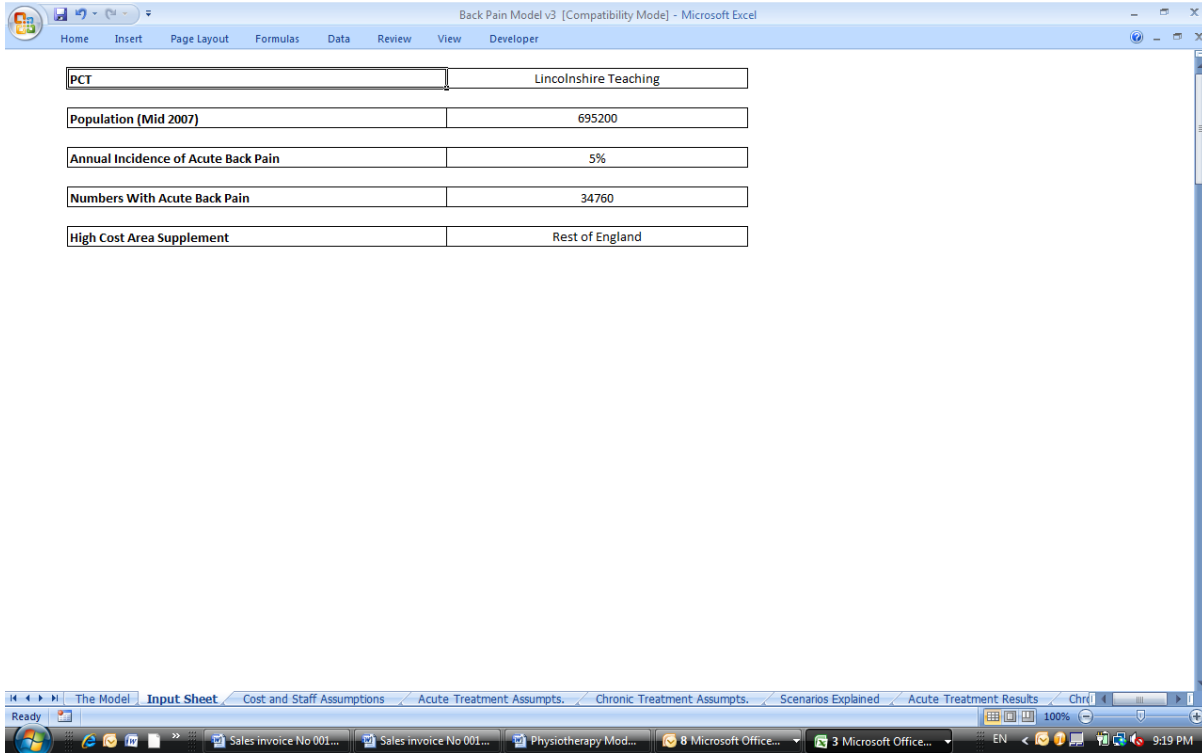 Back Pain Model v3 [Compatibility Mode] - Microsoft Excel
Home Insert Page Layout Formulas Data Review View Developer
PCT Lincolnshire Teaching
Population (Mid 2007) 695200
Annual Incidence of Acute Back Pain 5%
Numbers With Acute Back Pain 34760
High Cost Area Supplement Rest of England
The Model Input Sheet Cost and Staff Assumptions Acute Treatment Assumpts. Chronic Treatment Assumpts. Scenarios Explained Acute Treatment Results
Ready 100%
Sales invoice No 001... Sales invoice No 001... Physiotherapy Mod... 8 Microsoft Office... 3 Microsoft Office... EN 9:19 PM